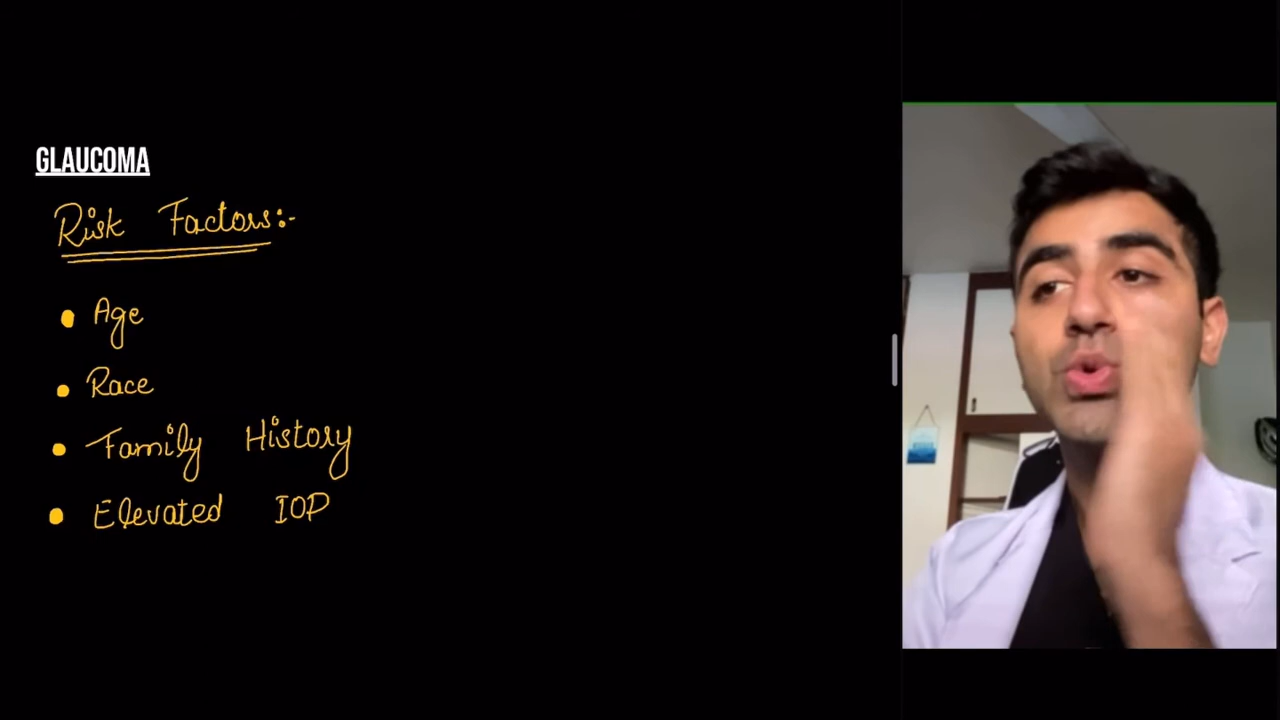 GLAUCOMA
Risk Factors:-
• Age
• Race
• Family History
• Elevated IOP